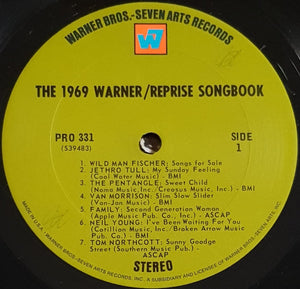 WARNER BROS.-SEVEN ARTS RECORDS
W7
THE 1969 WARNER/REPRISE SONGBOOK
PRO 331
(S39483)
SIDE
1
1. WILD MAN FISCHER: Songs for Sale
2. JETHRO TULL: My Sunday Feeling
(Cool Water Music) - BMI
3. THE PENTANGLE: Sweet Child
(Noma Music,Inc./Creosus Music, Inc.) - BMI
4. VAN MORRISON: Slim Slow Slider
(Van-Jan Music) - BMI
5. FAMILY: Second Generation Woman
(Apple Music Pub. Co., Inc.) - ASCAP
6. NEIL YOUNG: I've Been Waiting For You
(Carillion Music,Inc./Broken Arrow Music
Pub. Co.) - BMI
7. TOM NORTHCOTT: Sunny Goodge
Street (Southern Music Pub.) -
ASCAP
STEREO
MADE IN U.S.A. WARNER BROS.-SEVEN ARTS RECORDS, INC., A SUBSIDIARY AND LICENSEE OF WARNER BROS.-SEVEN ARTS, INC.